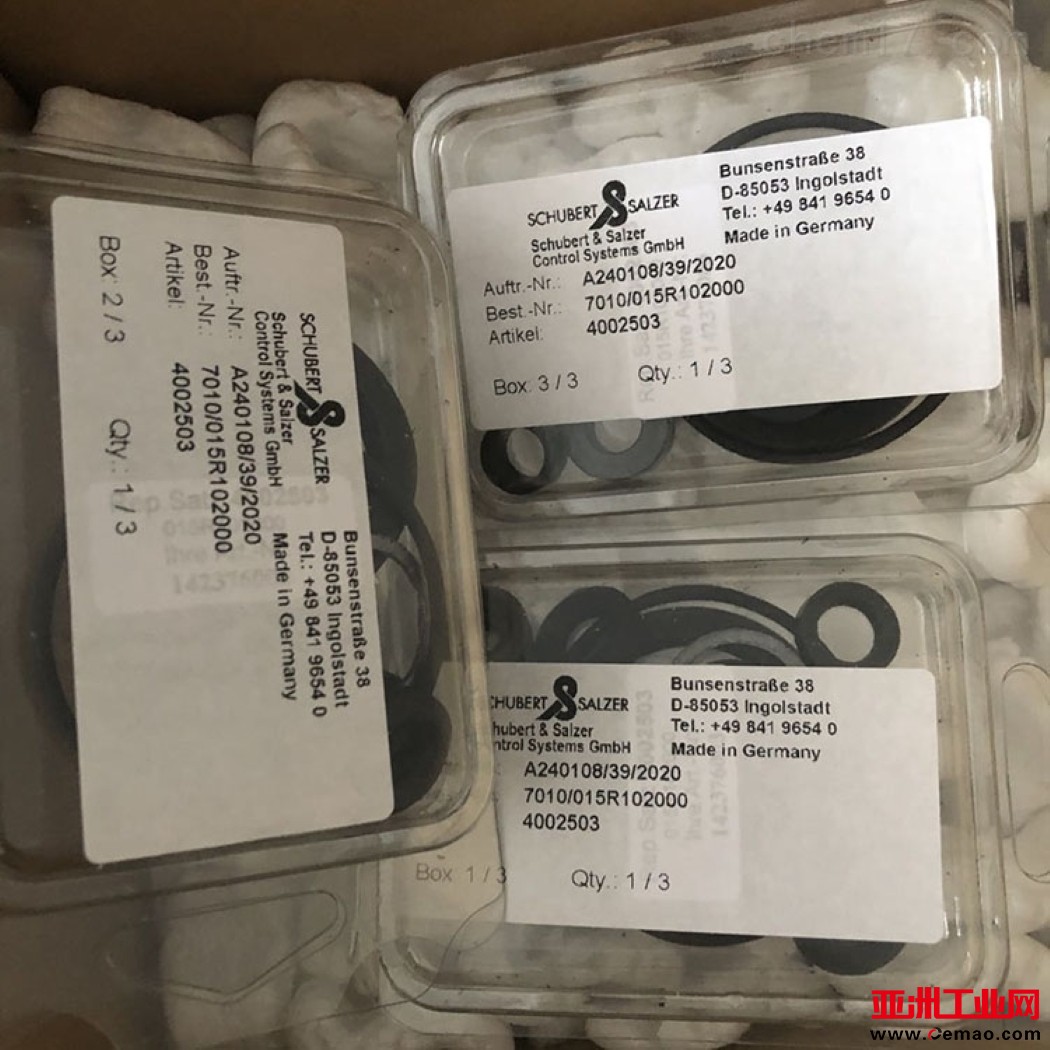 SCHUBERT SALZER
Schubert & Salzer
Control Systems GmbH
Bunsenstraße 38
D-85053 Ingolstadt
Tel.: +49 841 9654 0
Made in Germany
Auftr.-Nr.: A240108/39/2020
Best.-Nr.: 7010/015R102000
Artikel: 4002503
Box: 3 / 3 Qty.: 1 / 3
SCHUBERT SALZER
Schubert & Salzer
Control Systems GmbH
Bunsenstraße 38
D-85053 Ingolstadt
Tel.: +49 841 9654 0
Made in Germany
Auftr.-Nr.: A240108/39/2020
Best.-Nr.: 7010/015R102000
Artikel: 4002503
Box: 2 / 3 Qty.: 1 / 3
CHUBERT SALZER
hubert & Salzer
ntrol Systems GmbH
Bunsenstraße 38
D-85053 Ingolstadt
Tel.: +49 841 9654 0
Made in Germany
A240108/39/2020
7010/015R102000
4002503
Box: 1 / 3 Qty.: 1 / 3
亚洲工业网
www.Cemao.com